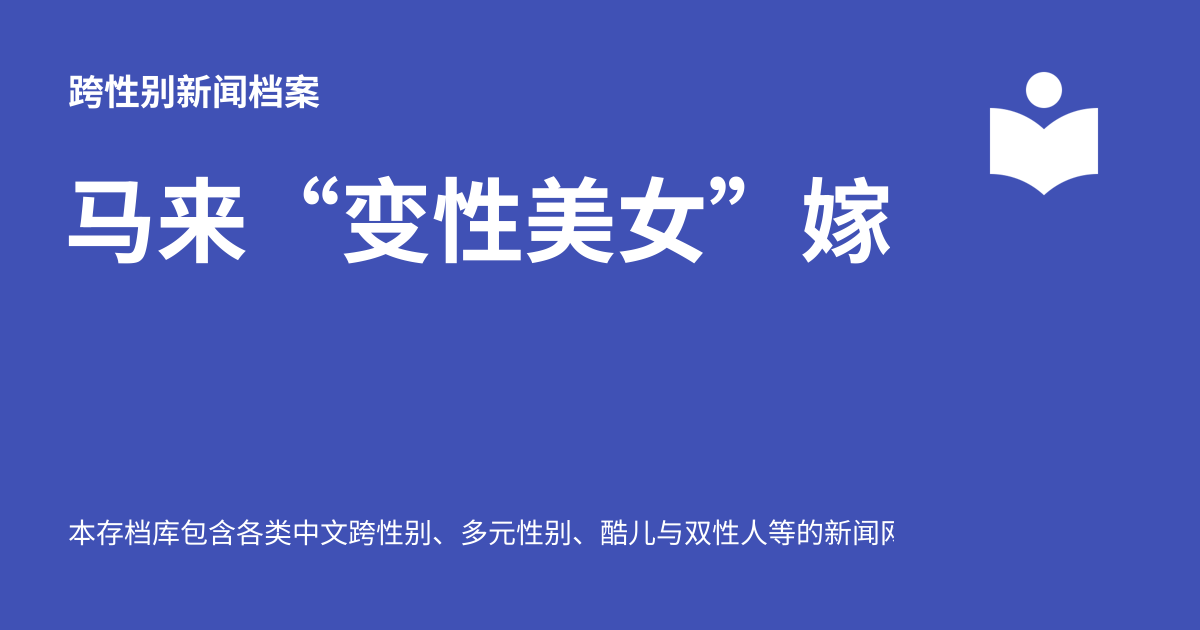 跨性别新闻档案
马来“变性美女”嫁
本存档库包含各类中文跨性别、多元性别、酷儿与双性人等的新闻网